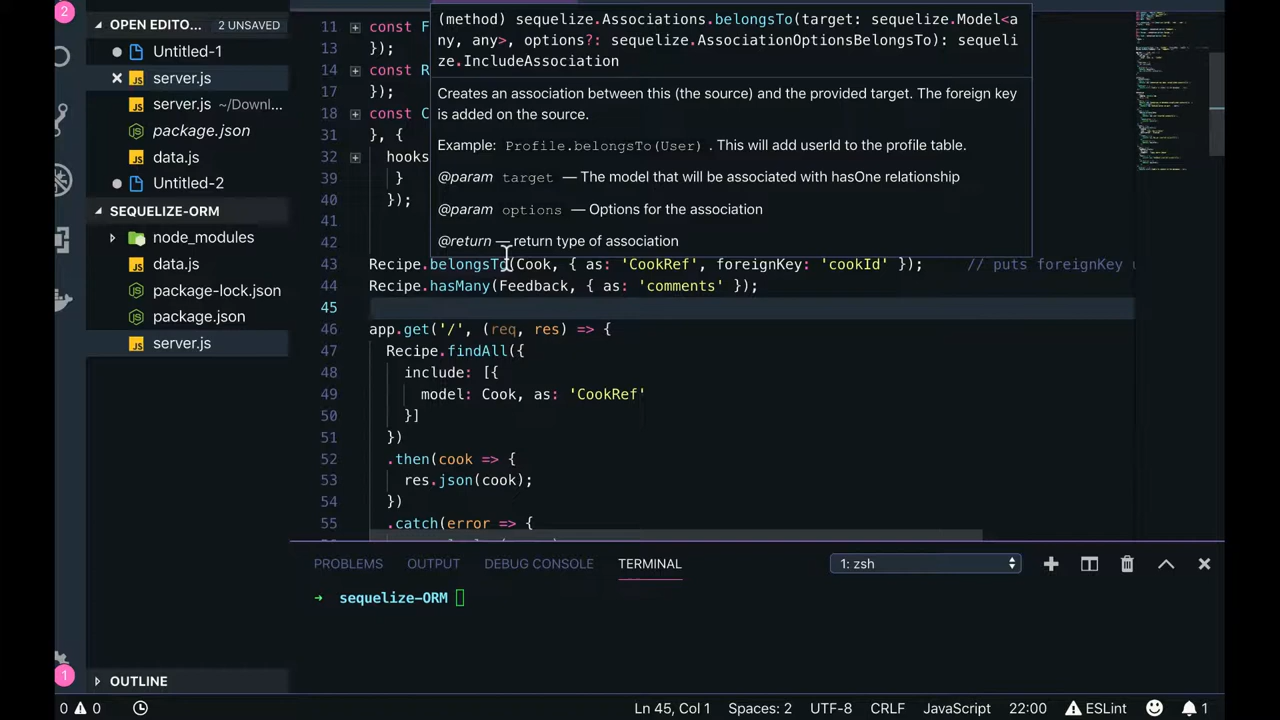 2
OPEN EDITO... 2 UNSAVED
Untitled-1
server.js
server.js ~/Downl...
package.json
data.js
Untitled-2
SEQUELIZE-ORM
node_modules
data.js
package-lock.json
package.json
server.js
1
OUTLINE
11 const F
13 });
14 const R
17 });
18 const C
31 }, {
32 hooks
39 }
40 });
41
42
(method) sequelize.Associations.belongsTo(target: sequelize.Model<a
ny, any>, options?: sequelize.AssociationOptionsBelongsTo): sequeli
ze.IncludeAssociation
an association between this (the source) and the provided target. The foreign key
added on the source.
Example: Profile.belongsTo(User) . This will add userId to the profile table.
@param target — The model that will be associated with hasOne relationship
@param options — Options for the association
@return — return type of association
43 Recipe.belongsTo(Cook, { as: 'CookRef', foreignKey: 'cookId' }); // puts foreignKey
44 Recipe.hasMany(Feedback, { as: 'comments' });
45
46 app.get('/', (req, res) => {
47 Recipe.findAll({
48 include: [{
49 model: Cook, as: 'CookRef'
50 }]
51 })
52 .then(cook => {
53 res.json(cook);
54 })
55 .catch(error => {
PROBLEMS OUTPUT DEBUG CONSOLE TERMINAL 1: zsh
→ sequelize-ORM
0 0 Ln 45, Col 1 Spaces: 2 UTF-8 CRLF JavaScript 22:00 ESLint 1